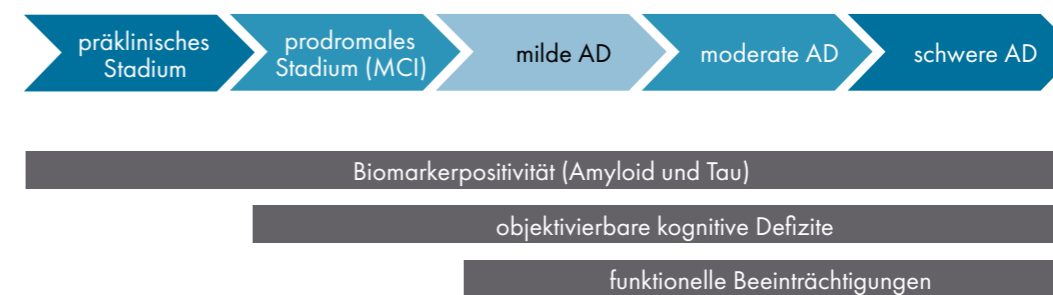 präklinisches
Stadium
prodromales
Stadium (MCI)
milde AD
moderate AD
schwere AD
Biomarkerpositivität (Amyloid und Tau)
objektivierbare kognitive Defizite
funktionelle Beeinträchtigungen